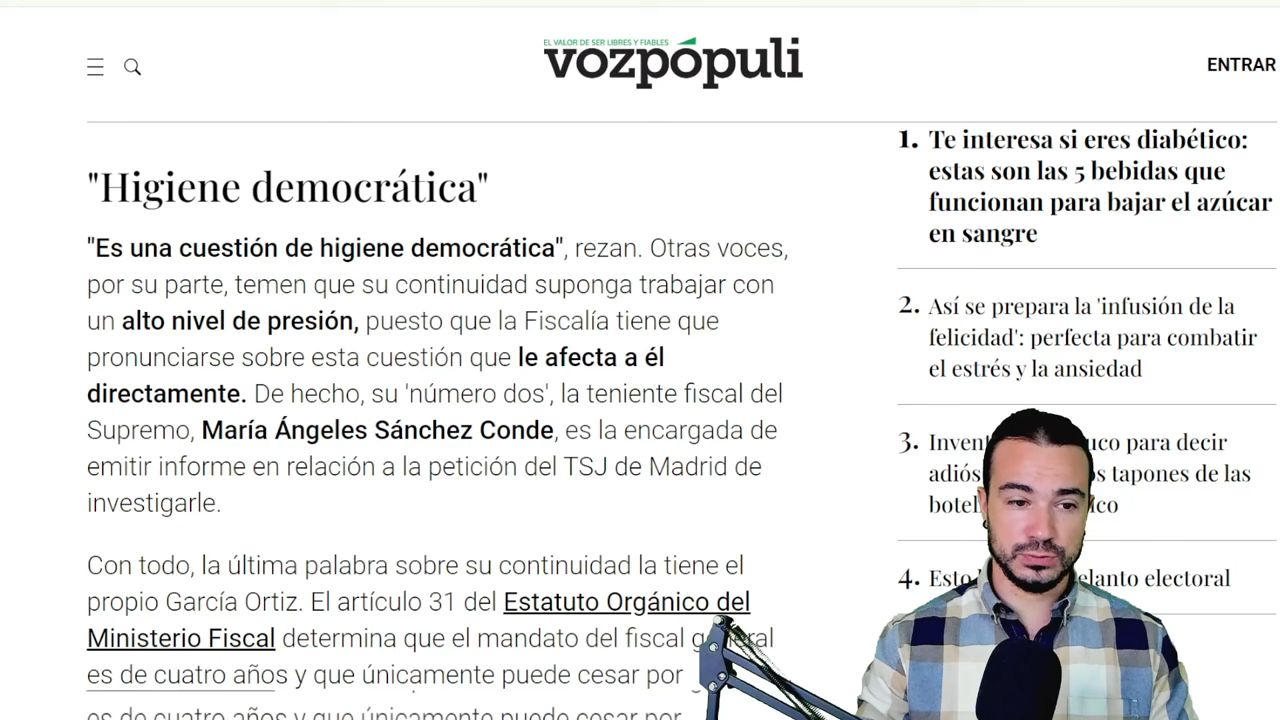 EL VALOR DE SER LIBRES Y FIABLES
vozpópuli
ENTRAR
"Higiene democrática"
"Es una cuestión de higiene democrática", rezan. Otras voces,
por su parte, temen que su continuidad suponga trabajar con
un alto nivel de presión, puesto que la Fiscalía tiene que
pronunciarse sobre esta cuestión que le afecta a él
directamente. De hecho, su 'número dos', la teniente fiscal del
Supremo, María Ángeles Sánchez Conde, es la encargada de
emitir informe en relación a la petición del TSJ de Madrid de
investigarle.
Con todo, la última palabra sobre su continuidad la tiene el
propio García Ortiz. El artículo 31 del Estatuto Orgánico del
Ministerio Fiscal determina que el mandato del fiscal
es de cuatro años y que únicamente puede cesar por
es de cuatro años y que únicamente puede cesar por
1. Te interesa si eres diabético:
estas son las 5 bebidas que
funcionan para bajar el azúcar
en sangre
2. Así se prepara la 'infusión de la
felicidad': perfecta para combatir
el estrés y la ansiedad
3. para decir
tapones de las
4. Esto electoral